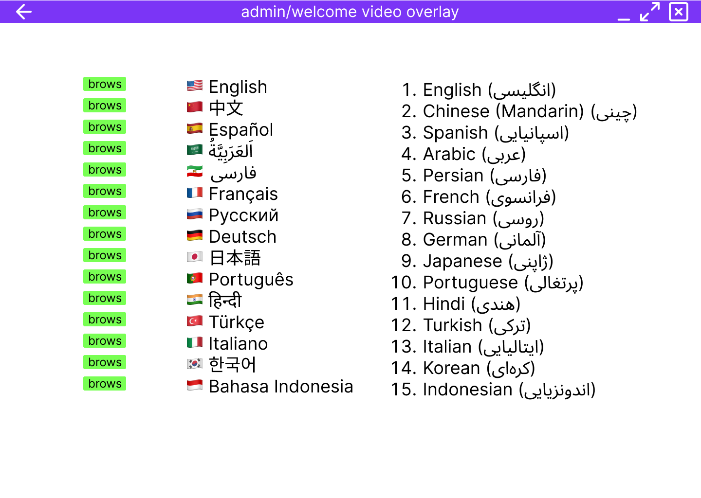 admin/welcome video overlay
brows 🇺🇸 English 1. English (انگلیسی)
brows 🇨🇳 中文 2. Chinese (Mandarin) (چینی)
brows 🇪🇸 Español 3. Spanish (اسپانیایی)
brows 🇸🇦 اَلعَرَبِيَّةُ 4. Arabic (عربی)
brows 🇮🇷 فارسی 5. Persian (فارسی)
brows 🇫🇷 Français 6. French (فرانسوی)
brows 🇷🇺 Русский 7. Russian (روسی)
brows 🇩🇪 Deutsch 8. German (آلمانی)
brows 🇯🇵 日本語 9. Japanese (ژاپنی)
brows 🇵🇹 Português 10. Portuguese (پرتغالی)
brows 🇮🇳 हिन्दी 11. Hindi (هندی)
brows 🇹🇷 Türkçe 12. Turkish (ترکی)
brows 🇮🇹 Italiano 13. Italian (ایتالیایی)
brows 🇰🇷 한국어 14. Korean (کره‌ای)
brows 🇮🇩 Bahasa Indonesia 15. Indonesian (اندونزیایی)